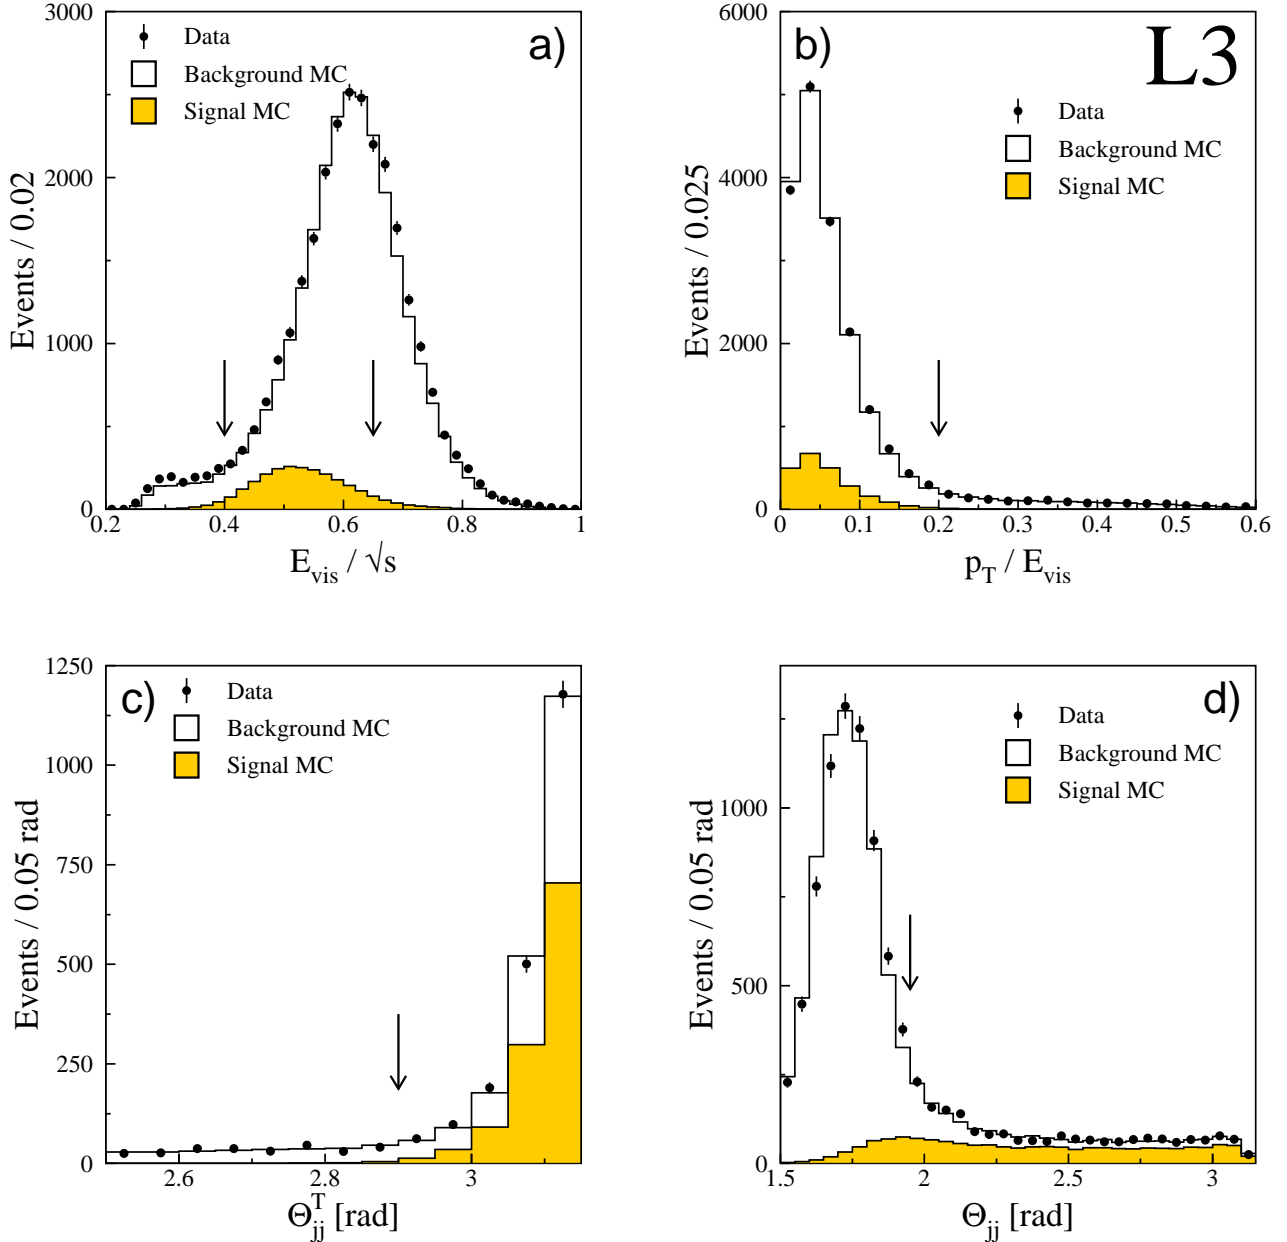 a)
Data
Background MC
Signal MC
Events / 0.02
3000
2000
1000
0
0.2
0.4
0.6
0.8
1
E_vis / √s
b)
L3
Data
Background MC
Signal MC
Events / 0.025
6000
4000
2000
0
0
0.1
0.2
0.3
0.4
0.5
0.6
p_T / E_vis
c)
Data
Background MC
Signal MC
Events / 0.05 rad
1250
1000
750
500
250
0
2.6
2.8
3
Θ_jj^T [rad]
d)
Data
Background MC
Signal MC
Events / 0.05 rad
1000
500
0
1.5
2
2.5
3
Θ_jj [rad]